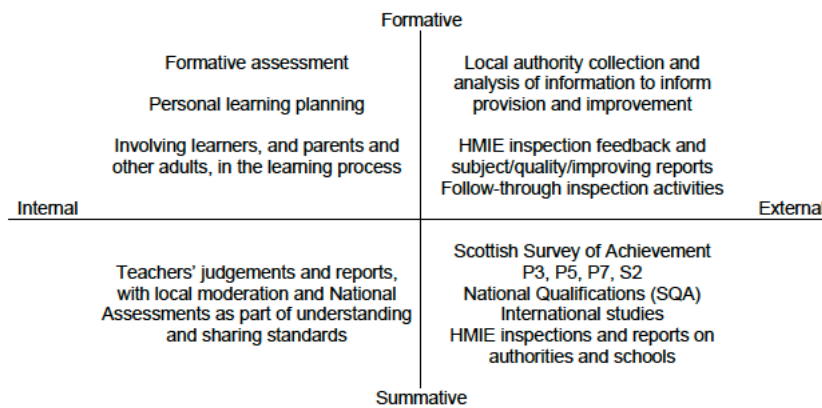 Formative
Formative assessment
Personal learning planning
Involving learners, and parents and
other adults, in the learning process
Local authority collection and
analysis of information to inform
provision and improvement
HMIE inspection feedback and
subject/quality/improving reports
Follow-through inspection activities
Internal
External
Teachers' judgements and reports,
with local moderation and National
Assessments as part of understanding
and sharing standards
Scottish Survey of Achievement
P3, P5, P7, S2
National Qualifications (SQA)
International studies
HMIE inspections and reports on
authorities and schools
Summative